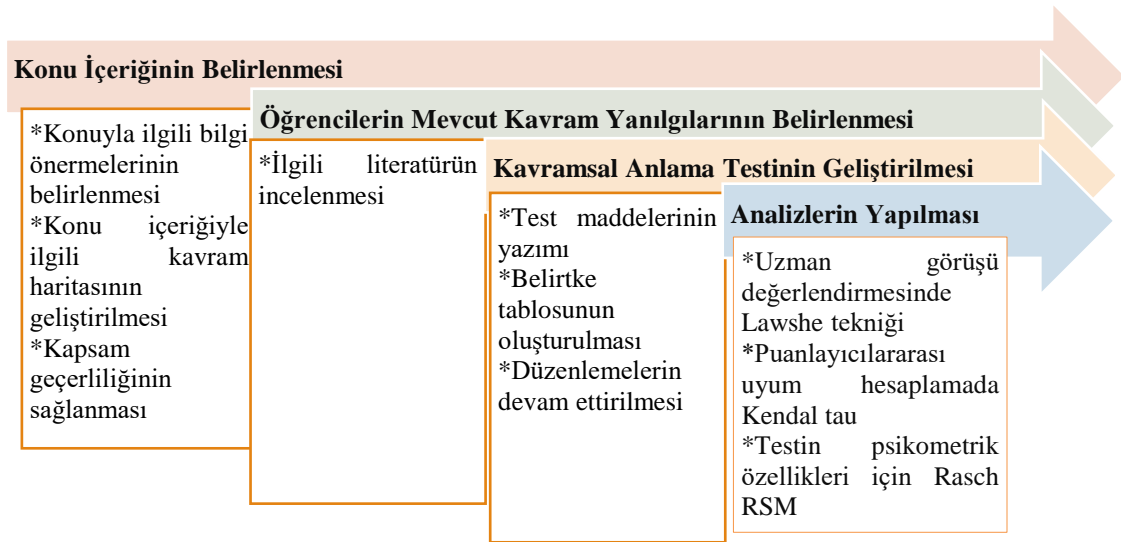 Konu İçeriğinin Belirlenmesi
*Konuyla ilgili bilgi
önermelerinin
belirlenmesi
*Konu içeriğiyle
ilgili kavram
haritasının
geliştirilmesi
*Kapsam
geçerliliğinin
sağlanması
Öğrencilerin Mevcut Kavram Yanılgılarının Belirlenmesi
*İlgili literatürün
incelenmesi
Kavramsal Anlama Testinin Geliştirilmesi
*Test maddelerinin
yazımı
*Belirtke
tablosunun
oluşturulması
*Düzenlemelerin
devam ettirilmesi
Analizlerin Yapılması
*Uzman görüşü
değerlendirmesinde
Lawshe tekniği
*Puanlayıcılararası
uyum hesaplamada
Kendal tau
*Testin psikometrik
özellikleri için Rasch
RSM